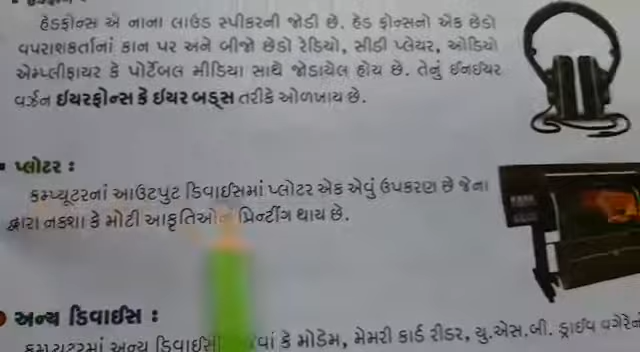 હેડફોન્સ એ નાના લાઉડ સ્પીકરની જોડી છે. હેડ ફોન્સનો એક છેડો
વપરાશકર્તાનાં કાન પર અને બીજો છેડો રેડિયો, સીડી પ્લેયર, ઓડિયો
એમ્પ્લીફાયર કે પોર્ટેબલ મીડિયા સાથે જોડાયેલ હોય છે. તેનું ઈનઈયર
વર્ઝન ઈયરફોન્સ કે ઈયર બડ્સ તરીકે ઓળખાય છે.
પ્લોટર :
કમ્પ્યૂટરનાં આઉટપુટ ડિવાઈસમાં પ્લોટર એક એવું ઉપકરણ છે જેના
દ્વારા નકશા કે મોટી આકૃતિઓનું પ્રિન્ટીંગ થાય છે.
અન્ય ડિવાઈસ :
અન્ય કે મોડેમ, મેમરી કાર્ડ રીડર, યુ.એસ.બી. ડ્રાઈવ